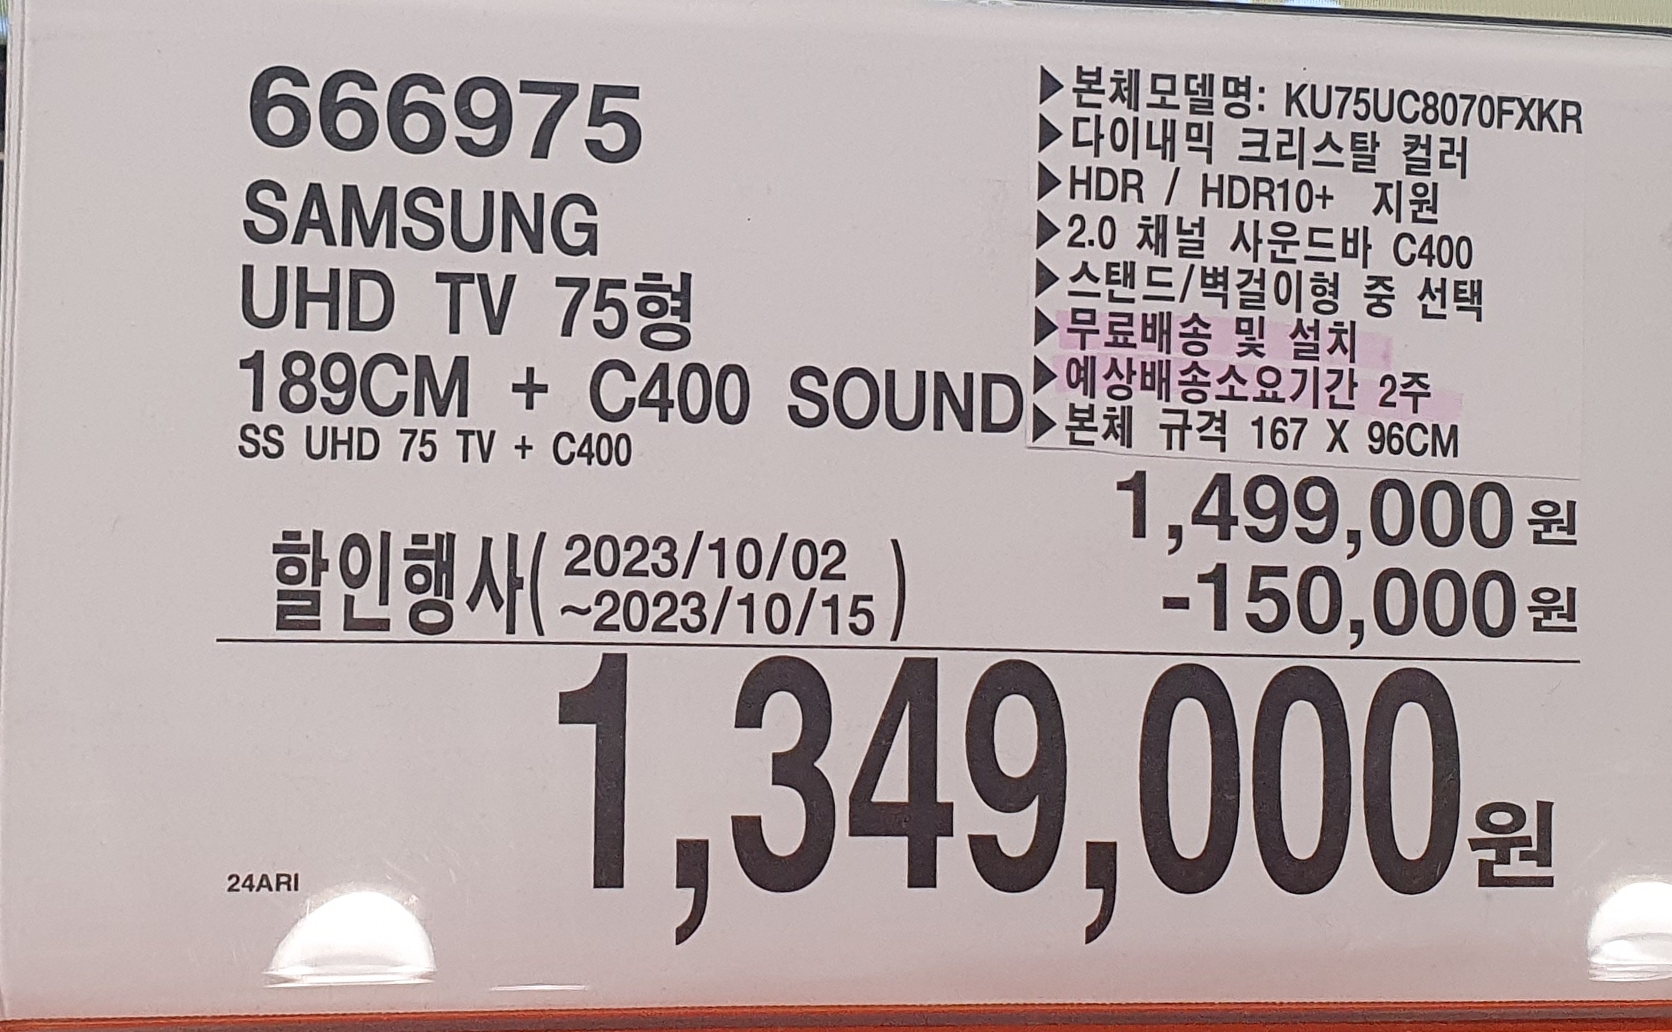 666975
SAMSUNG
UHD TV 75형
189CM + C400 SOUND
SS UHD 75 TV + C400
▶본체모델명: KU75UC8070FXKR
▶다이내믹 크리스탈 컬러
▶HDR / HDR10+ 지원
▶2.0 채널 사운드바 C400
▶스탠드/벽걸이형 중 선택
▶무료배송 및 설치
▶예상배송소요기간 2주
▶본체 규격 167 X 96CM
1,499,000원
할인행사( 2023/10/02
~2023/10/15 )
-150,000원
1,349,000원
24ARI